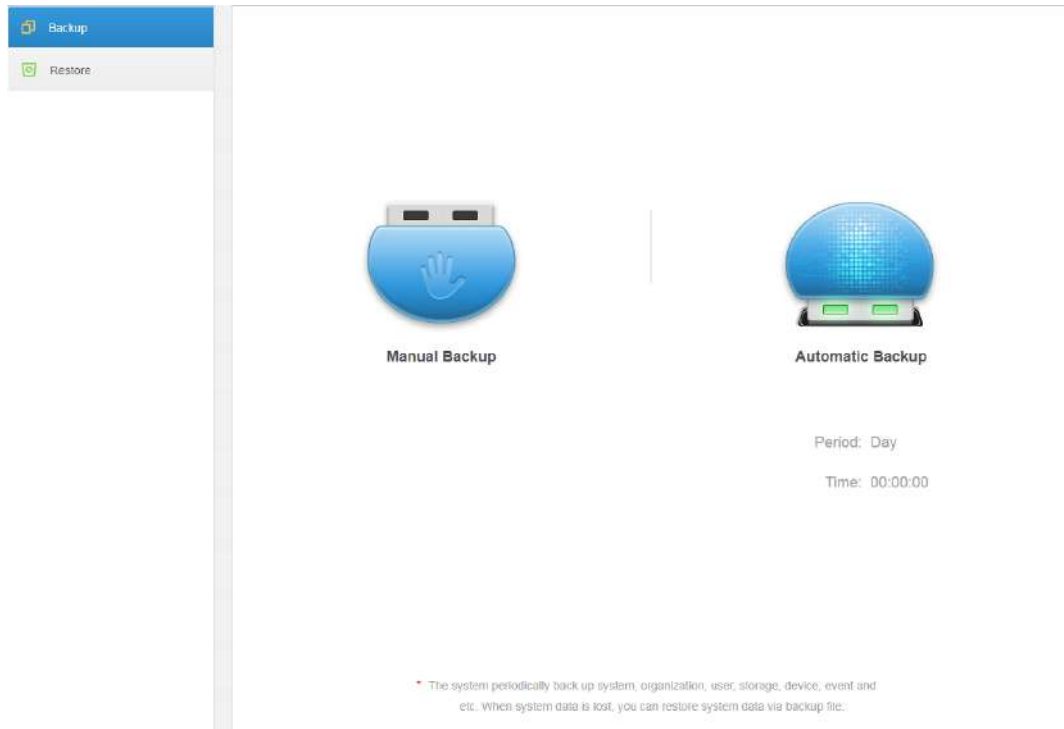 Backup
Restore
Manual Backup
Automatic Backup
Period: Day
Time: 00:00:00
* The system periodically back up system, organization, user, storage, device, event and
etc. When system data is lost, you can restore system data via backup file.